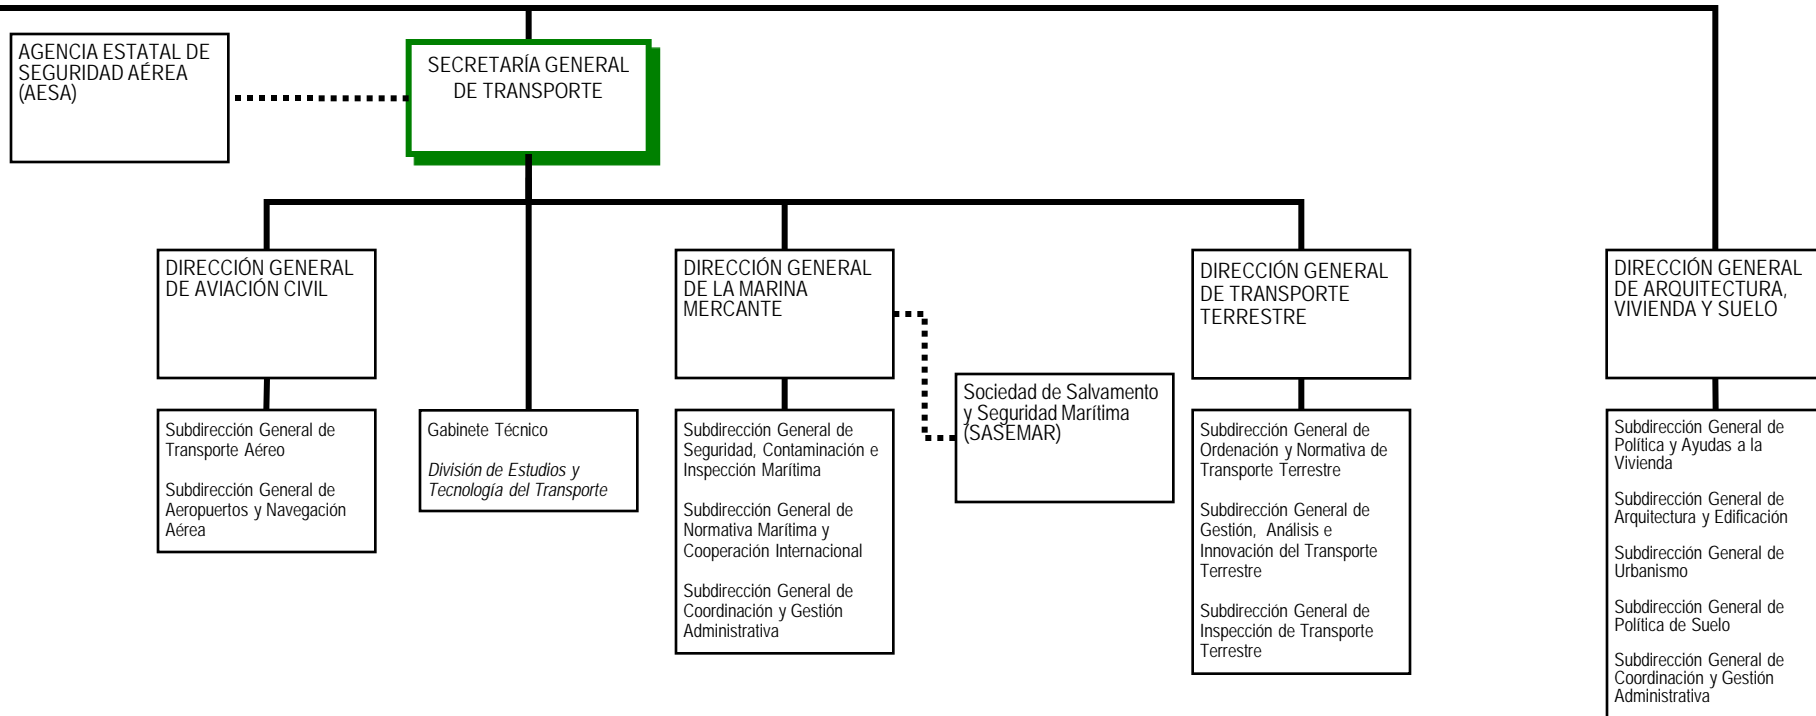 AGENCIA ESTATAL DE
SEGURIDAD AÉREA
(AESA)
SECRETARÍA GENERAL
DE TRANSPORTE
DIRECCIÓN GENERAL
DE AVIACIÓN CIVIL
DIRECCIÓN GENERAL
DE LA MARINA
MERCANTE
DIRECCIÓN GENERAL
DE TRANSPORTE
TERRESTRE
DIRECCIÓN GENERAL
DE ARQUITECTURA,
VIVIENDA Y SUELO
Subdirección General de
Transporte Aéreo
Subdirección General de
Aeropuertos y Navegación
Aérea
Gabinete Técnico
División de Estudios y
Tecnología del Transporte
Subdirección General de
Seguridad, Contaminación e
Inspección Marítima
Subdirección General de
Normativa Marítima y
Cooperación Internacional
Subdirección General de
Coordinación y Gestión
Administrativa
Sociedad de Salvamento
y Seguridad Marítima
(SASEMAR)
Subdirección General de
Ordenación y Normativa de
Transporte Terrestre
Subdirección General de
Gestión, Análisis e
Innovación del Transporte
Terrestre
Subdirección General de
Inspección de Transporte
Terrestre
Subdirección General de
Política y Ayudas a la
Vivienda
Subdirección General de
Arquitectura y Edificación
Subdirección General de
Urbanismo
Subdirección General de
Política de Suelo
Subdirección General de
Coordinación y Gestión
Administrativa